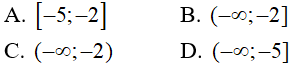 A. [–5;–2] B. (–∞;–2]
C. (–∞;–2) D. (–∞;–5]